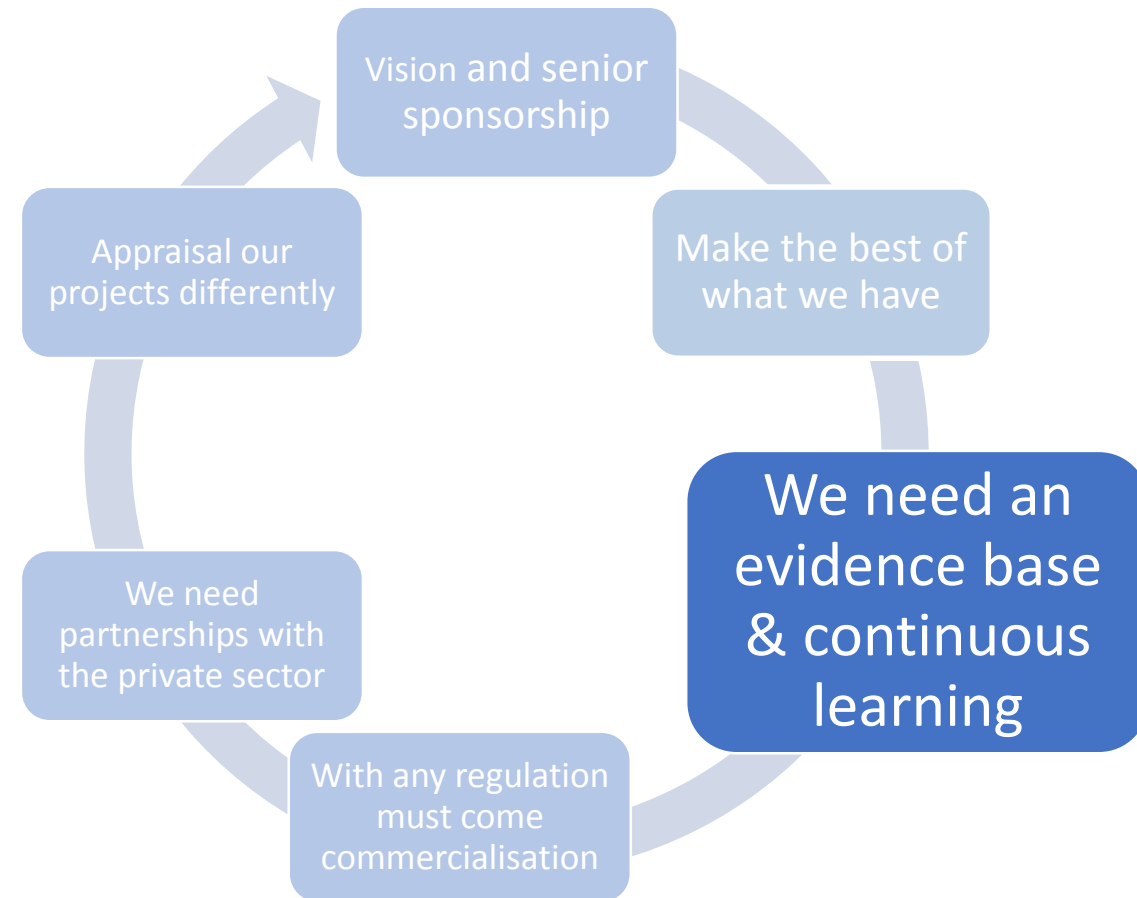 Vision and senior
sponsorship
Make the best of
what we have
We need an
evidence base
& continuous
learning
With any regulation
must come
commercialisation
We need
partnerships with
the private sector
Appraisal our
projects differently